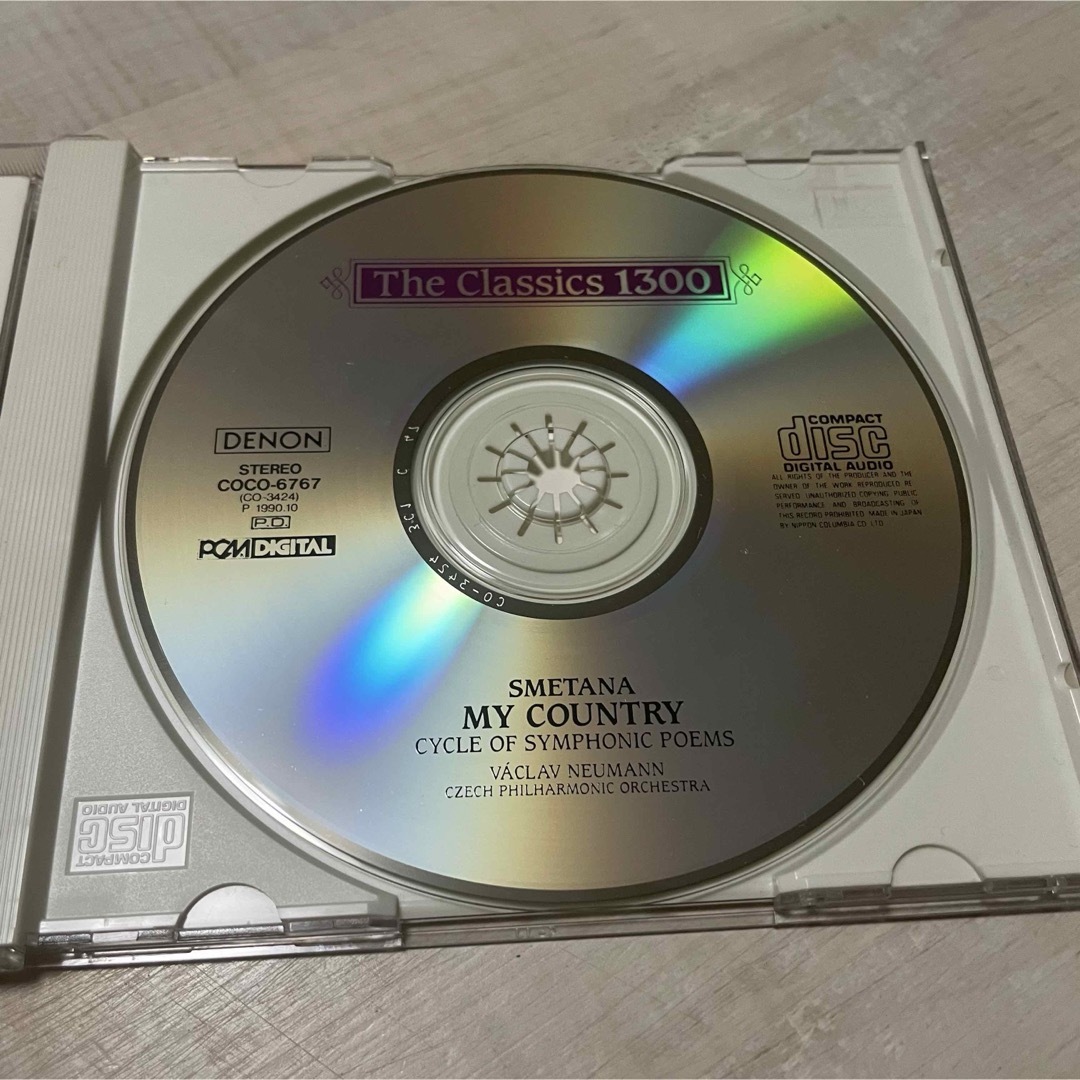 The Classics 1300
DENON
STEREO
COCO-6767
(CO-3424)
P 1990.10
P.D.
PCM DIGITAL
COMPACT
disc
DIGITAL AUDIO
ALL RIGHTS OF THE PRODUCER AND THE
OWNER OF THE WORK REPRODUCED RE
SERVED. UNAUTHORIZED COPYING. PUBLIC
PERFORMANCE AND BROADCASTING OF
THIS RECORD PROHIBITED. MADE IN JAPAN
BY NIPPON COLUMBIA CO. LTD.
CO-3424
SMETANA
MY COUNTRY
CYCLE OF SYMPHONIC POEMS
VÁCLAV NEUMANN
CZECH PHILHARMONIC ORCHESTRA
COMPACT
disc
DIGITAL AUDIO